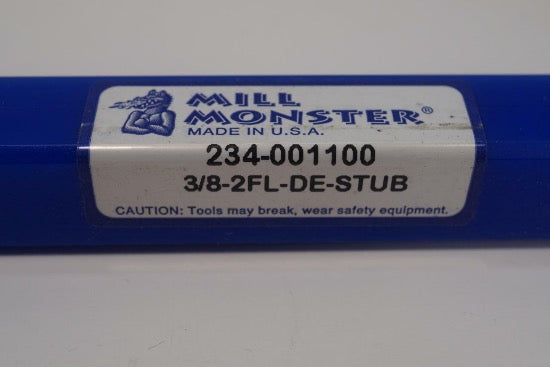 MILL
MONSTER®
MADE IN U.S.A.
234-001100
3/8-2FL-DE-STUB
CAUTION: Tools may break, wear safety equipment.